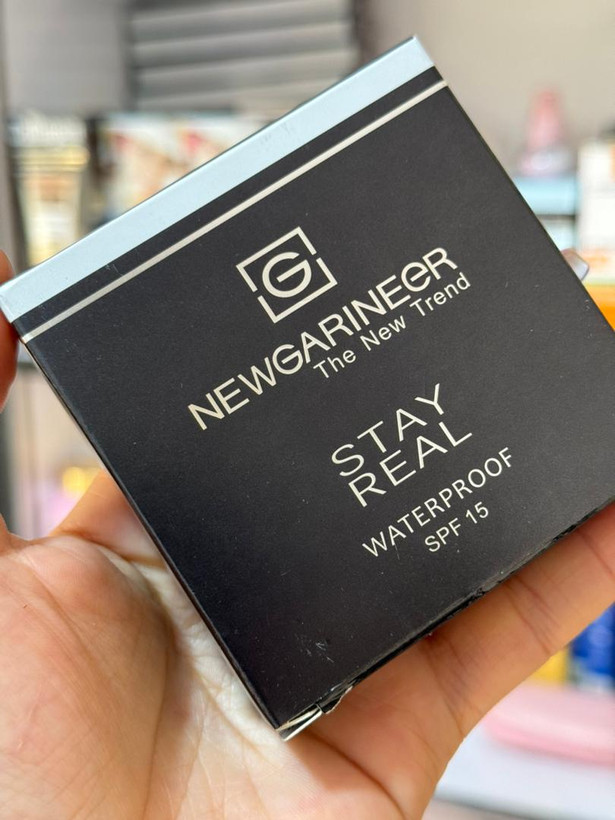 G
NEWGARINEER
The New Trend
STAY
REAL
WATERPROOF
SPF 15